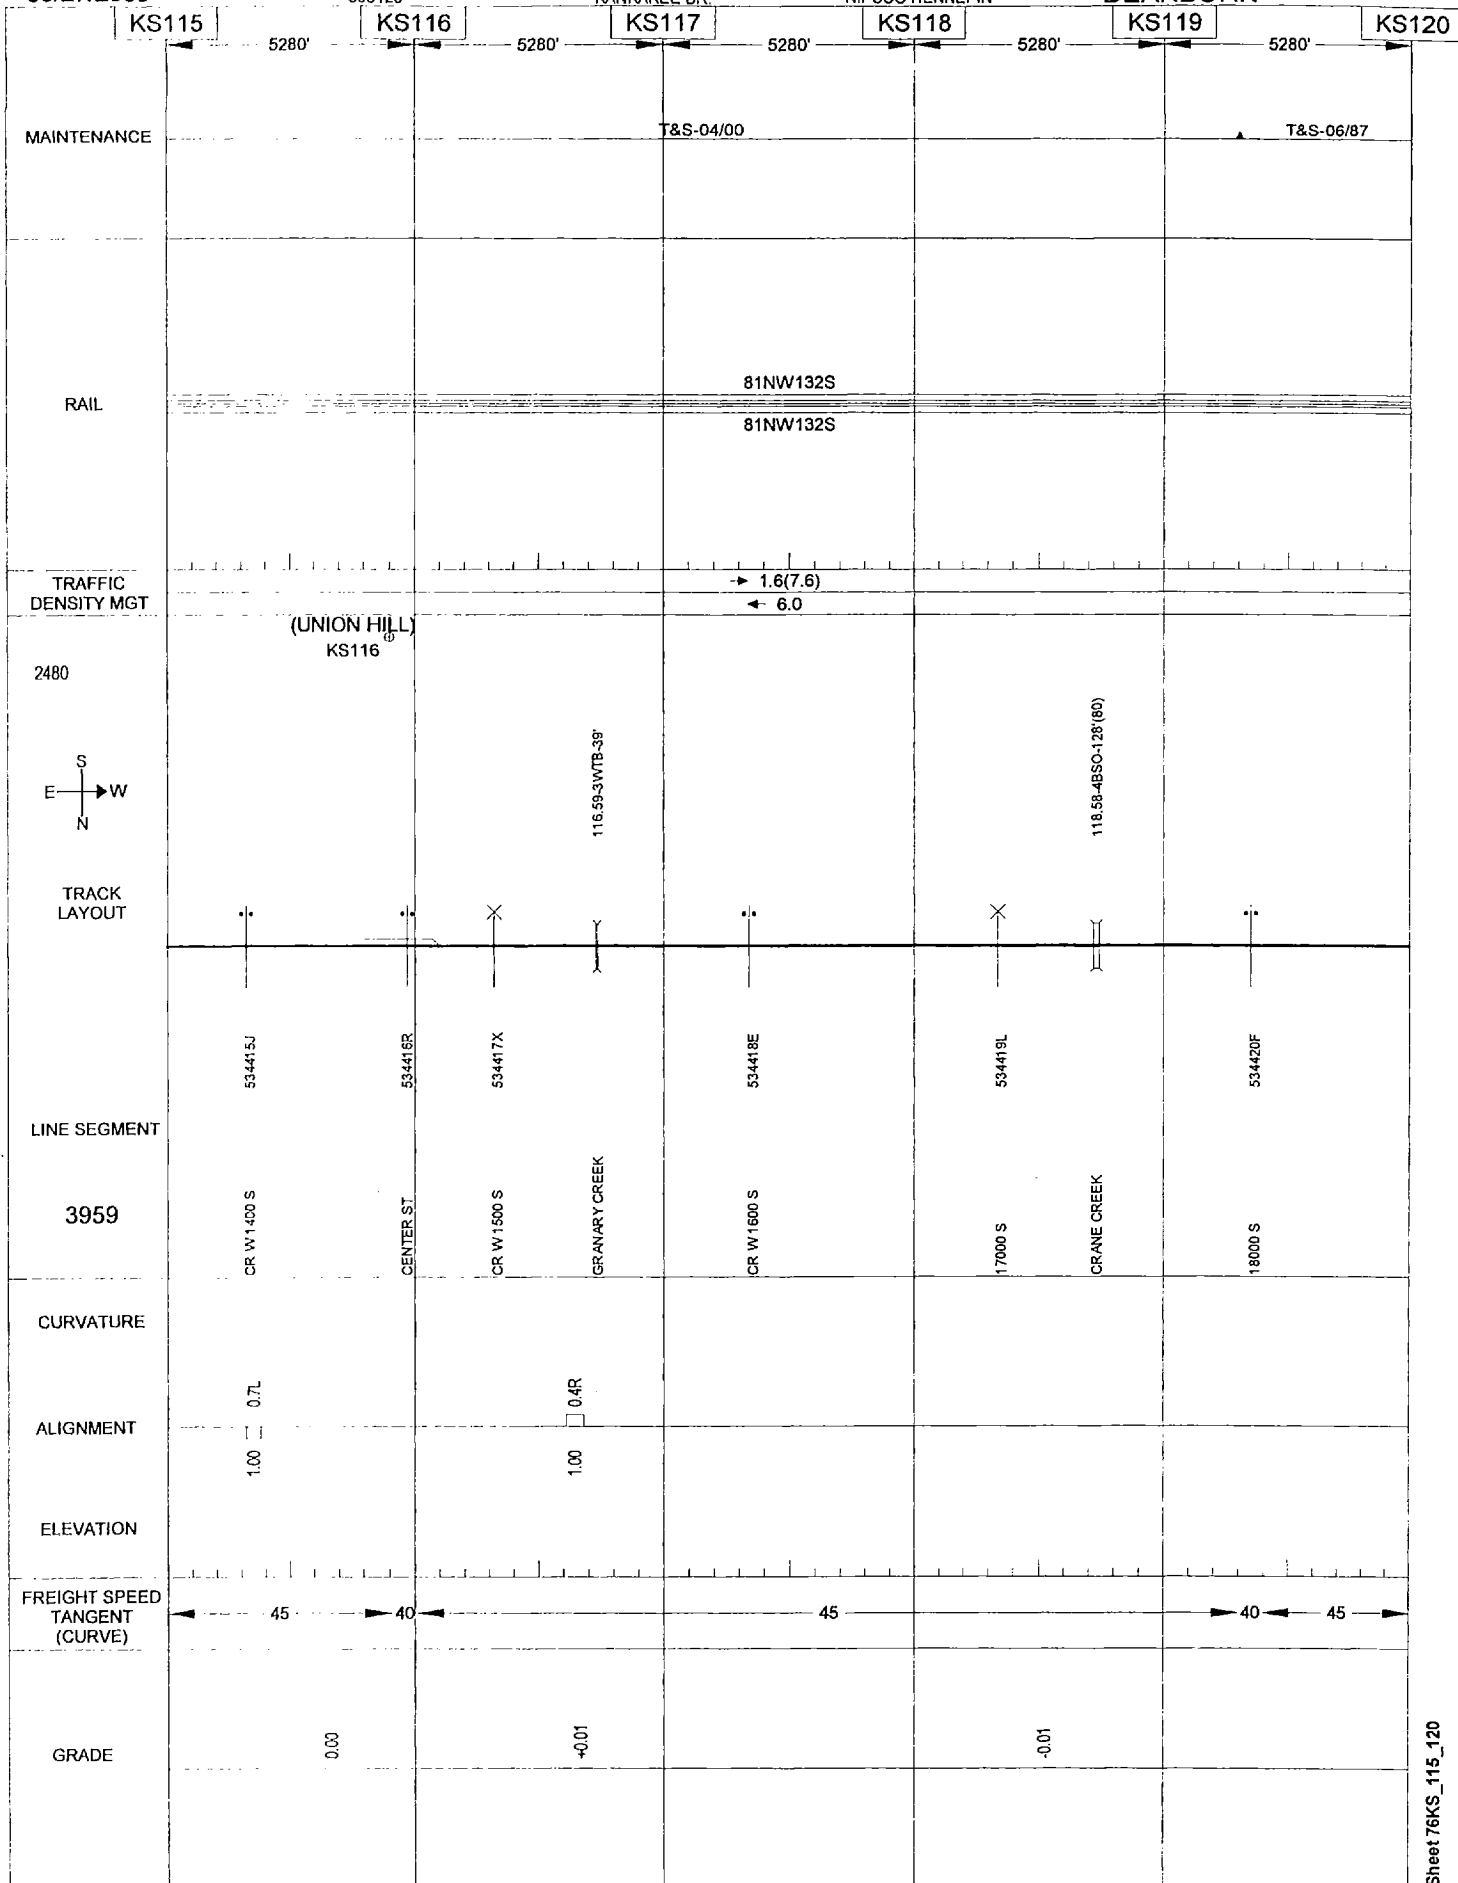 KS115 KS116 KS117 KS118 KS119 KS120
5280' 5280' 5280' 5280' 5280'
MAINTENANCE
T&S-04/00
T&S-06/87
RAIL
81NW132S
81NW132S
TRAFFIC
DENSITY MGT
1.6(7.6)
6.0
(UNION HILL)
KS116
2480
S
E W
N
116.59-3WTB-39'
118.58-4BSO-128'(80)
TRACK
LAYOUT
534415J
534416R
534417X
534418E
534419L
534420F
LINE SEGMENT
3959
CR W 1400 S
CENTER ST
CR W 1500 S
GRANARY CREEK
CR W 1600 S
17000 S
CRANE CREEK
18000 S
CURVATURE
0.7L
0.4R
ALIGNMENT
1.00
1.00
ELEVATION
FREIGHT SPEED
TANGENT
(CURVE)
45 40 45 40 45
GRADE
0.00
+0.01
-0.01
Sheet 76KS_115_120